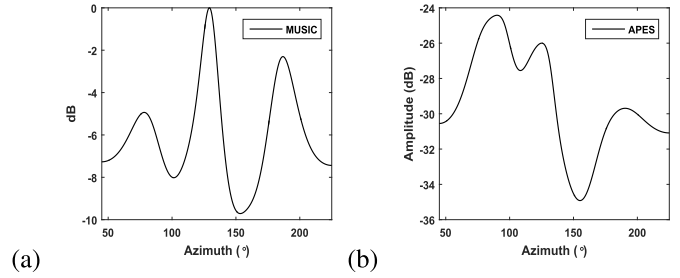 MUSIC
0
-2
-4
-6
-8
-10
dB
50 100 150 200
Azimuth (°)
(a)
APES
-24
-26
-28
-30
-32
-34
-36
Amplitude (dB)
50 100 150 200
Azimuth (°)
(b)